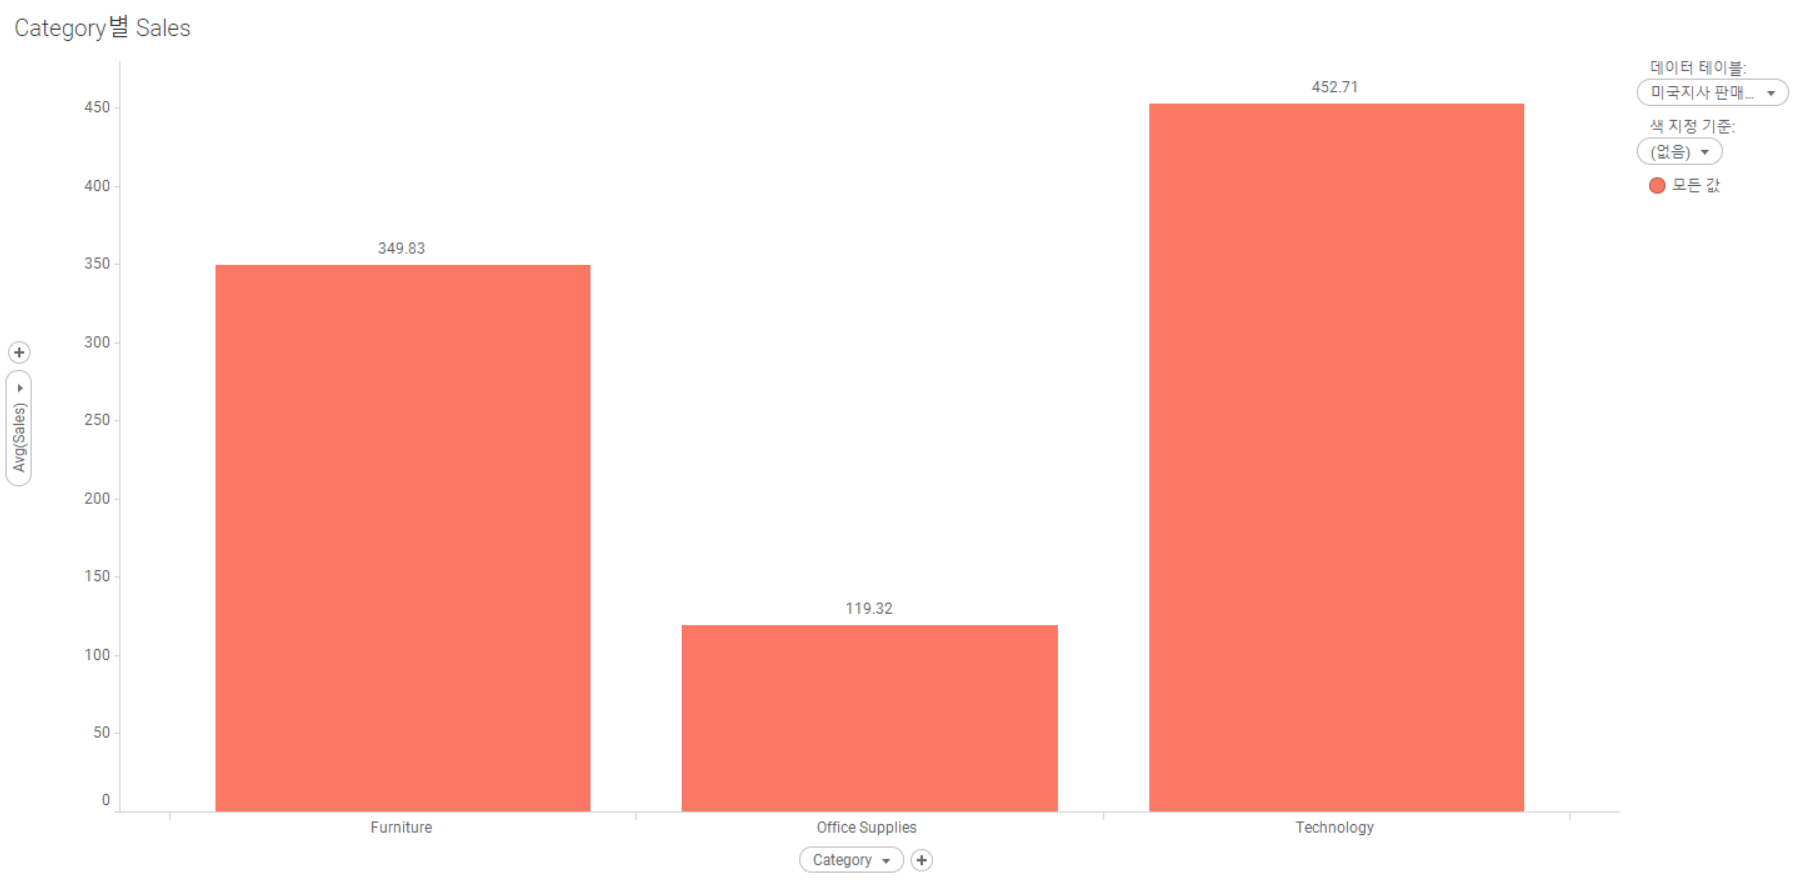 Category별 Sales
데이터 테이블:
미국지사 판매...
색 지정 기준:
(없음)
모든 값
450
400
350
300
250
200
150
100
50
0
Avg(Sales)
349.83
119.32
452.71
Furniture
Office Supplies
Technology
Category